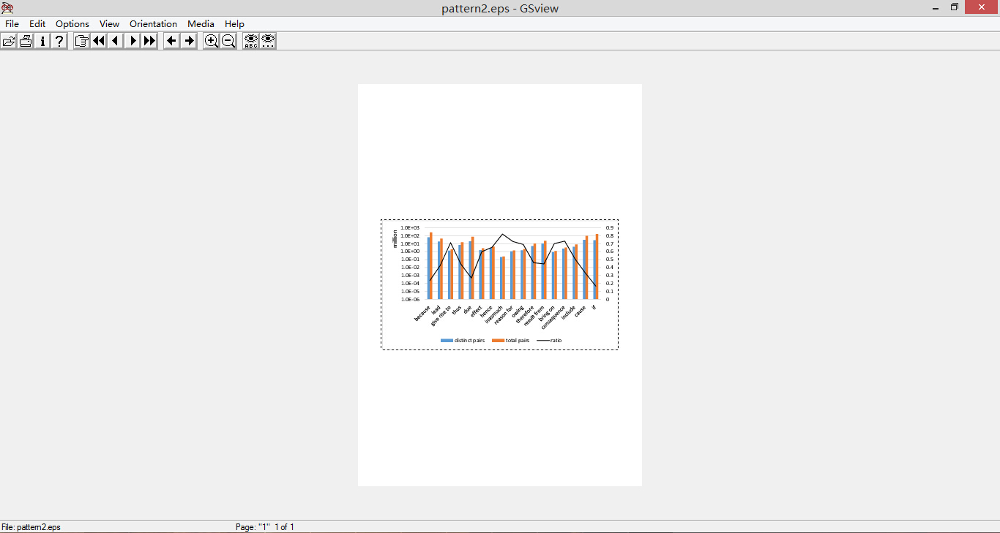 pattern2.eps - GSview
File Edit Options View Orientation Media Help
ABC
million
1.0E+03
1.0E+02
1.0E+01
1.0E+00
1.0E-01
1.0E-02
1.0E-03
1.0E-04
1.0E-05
1.0E-06
0.9
0.8
0.7
0.6
0.5
0.4
0.3
0.2
0.1
0
because
lead
give rise to
thus
due
effect
hence
inasmuch
reason for
owing
therefore
result from
bring on
consequence
include
cause
if
distinct pairs total pairs ratio
File: pattern2.eps Page: "1" 1 of 1